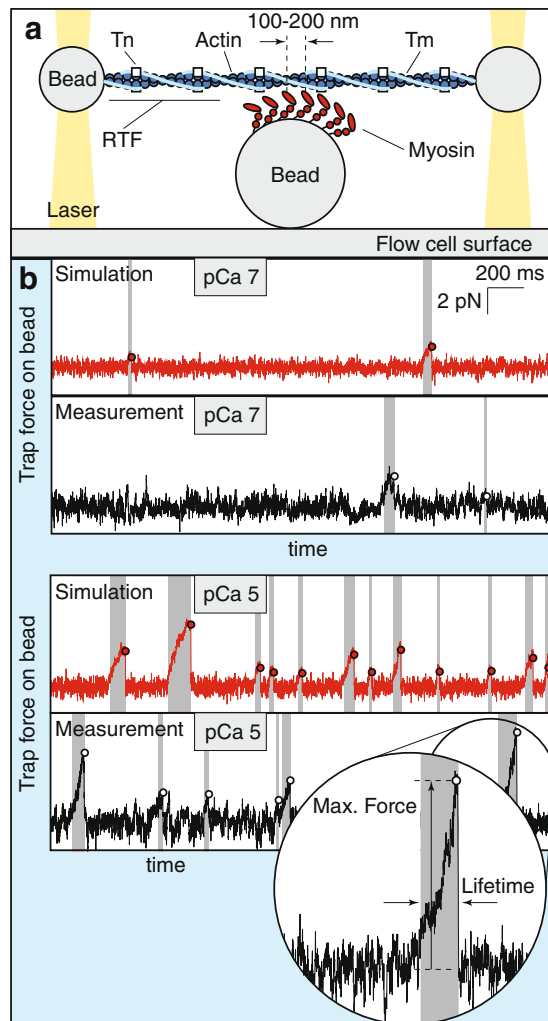 a
100-200 nm
Tn
Actin
Tm
Bead
Bead
RTF
Myosin
Bead
Laser
Flow cell surface
b
Simulation
pCa 7
200 ms
2 pN
Trap force on bead
Measurement
pCa 7
time
Simulation
pCa 5
Trap force on bead
Measurement
pCa 5
Max. Force
Lifetime
time